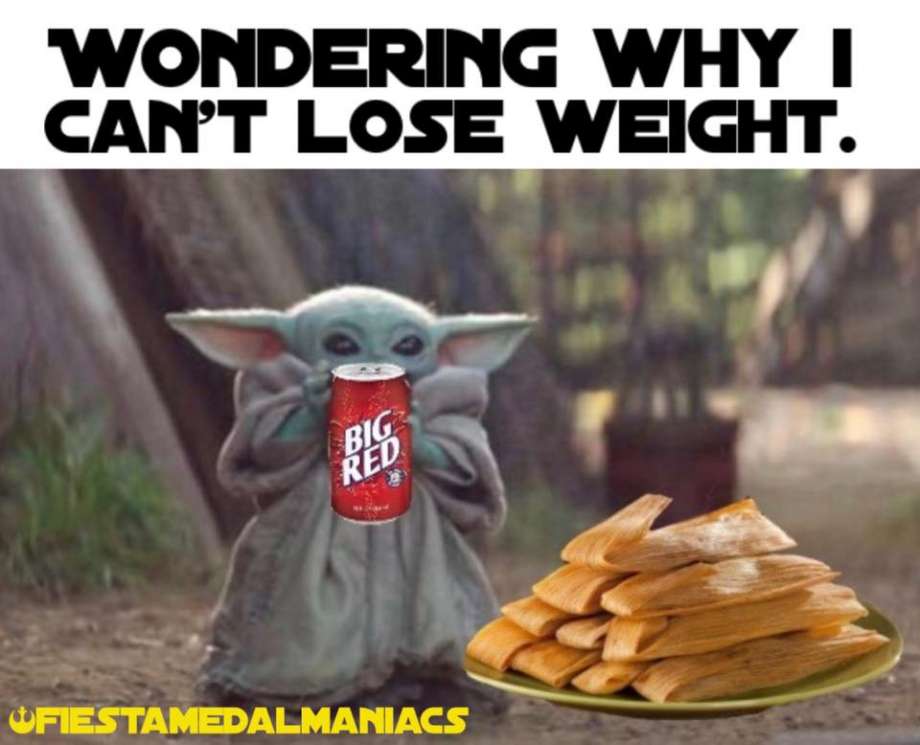 WONDERING WHY I
CAN'T LOSE WEIGHT.
BIG
RED
FIESTAMEDALMANIACS